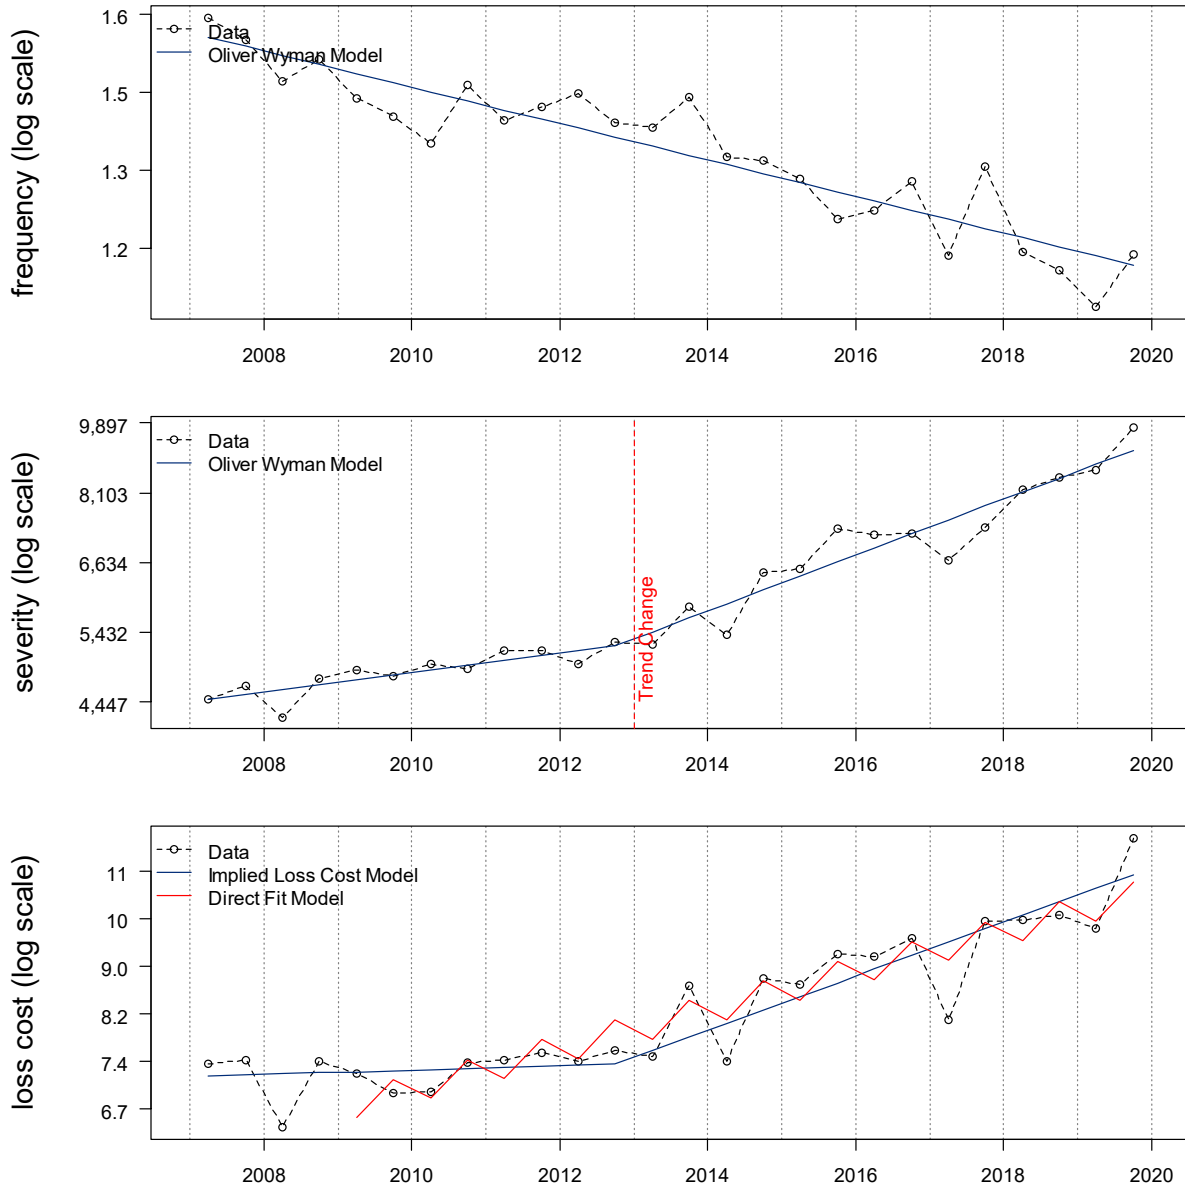 frequency (log scale)
1.6
1.5
1.3
1.2
Data
Oliver Wyman Model
2008 2010 2012 2014 2016 2018 2020
severity (log scale)
9,897
8,103
6,634
5,432
4,447
Data
Oliver Wyman Model
Trend Change
2008 2010 2012 2014 2016 2018 2020
loss cost (log scale)
11
10
9.0
8.2
7.4
6.7
Data
Implied Loss Cost Model
Direct Fit Model
2008 2010 2012 2014 2016 2018 2020